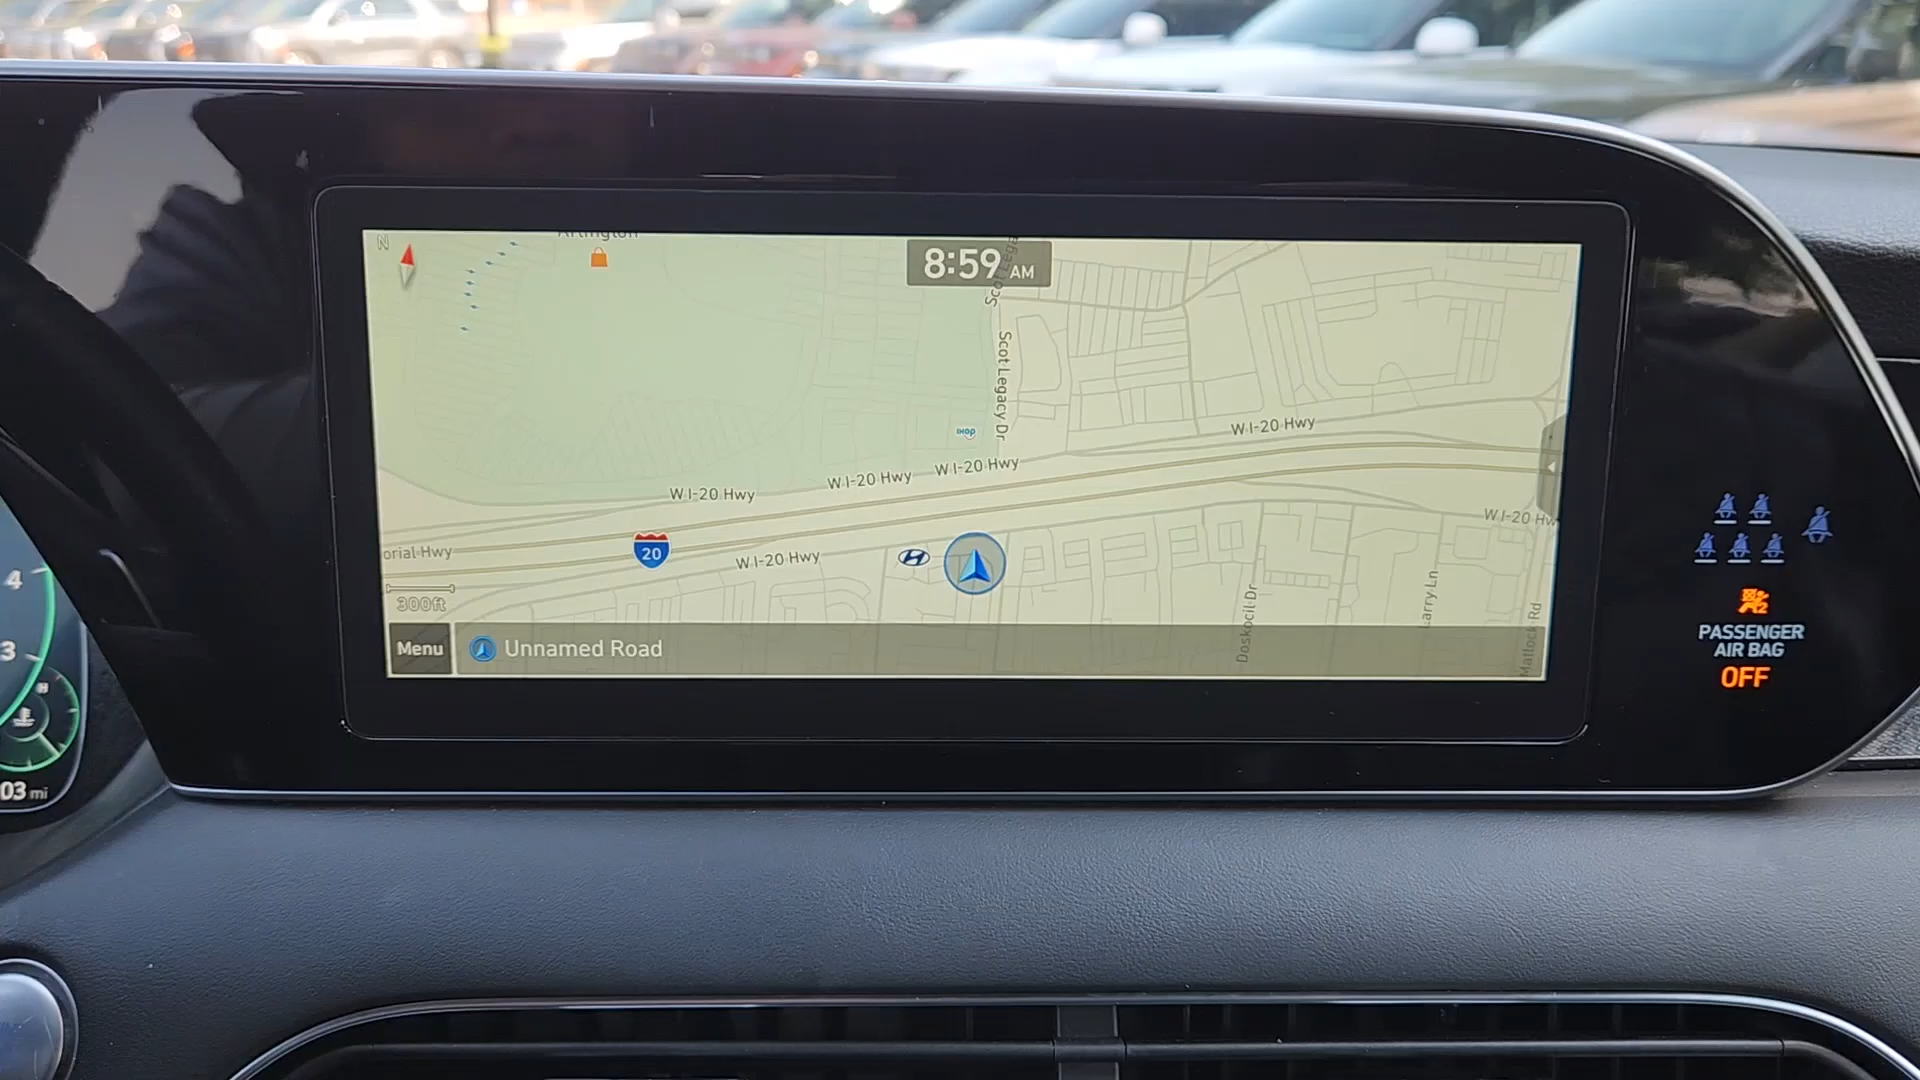 N
Arlington
8:59 AM
Scot Legacy Dr
IHOP
W I-20 Hwy
W I-20 Hwy
W I-20 Hwy
W I-20 Hwy
W I-20 Hw
orial Hwy
20
W I-20 Hwy
300ft
Doskocil Dr
Larry Ln
Matlock Rd
Menu
Unnamed Road
PASSENGER
AIR BAG
OFF
4
3
H
03 mi